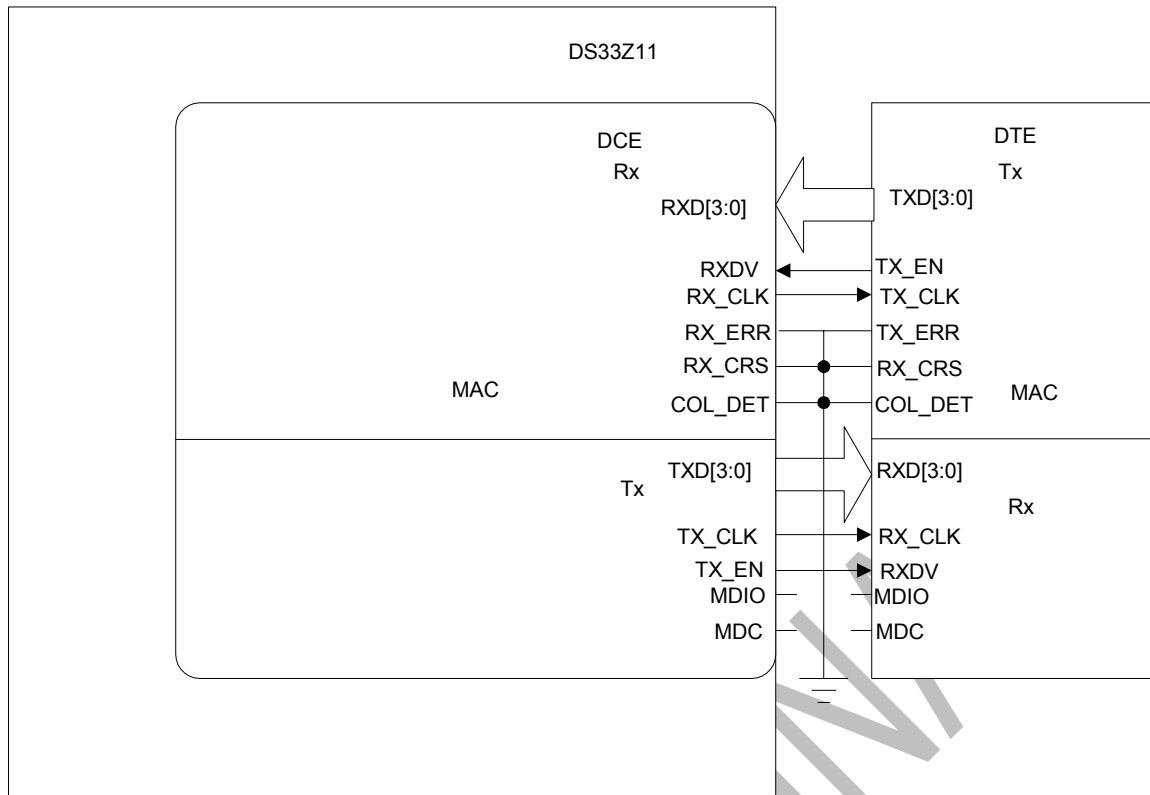 DS33Z11
DCE
Rx
RXD[3:0]
RXDV
RX_CLK
RX_ERR
RX_CRS
COL_DET
MAC
Tx
TXD[3:0]
TX_CLK
TX_EN
MDIO
MDC
DTE
Tx
TXD[3:0]
TX_EN
TX_CLK
TX_ERR
RX_CRS
COL_DET
MAC
RXD[3:0]
Rx
RX_CLK
RXDV
MDIO
MDC